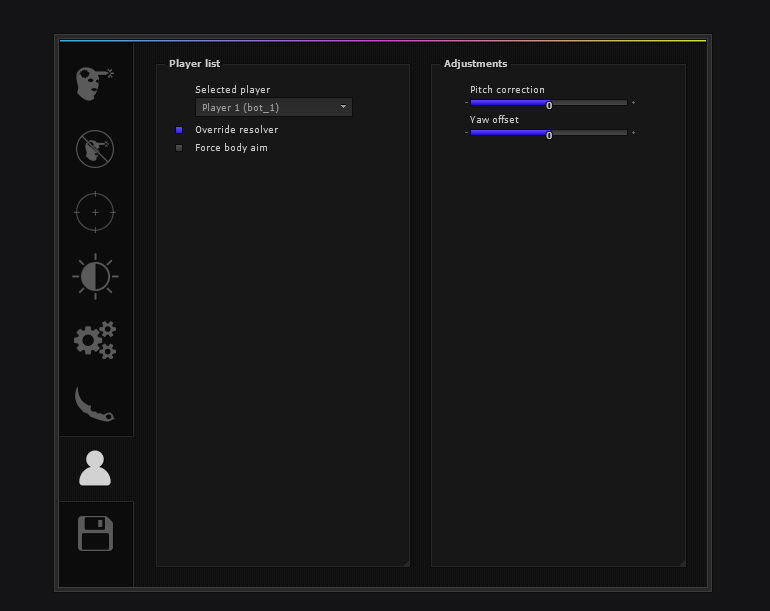 Player list
Selected player
Player 1 (bot_1)
Override resolver
Force body aim
Adjustments
Pitch correction
- 0 +
Yaw offset
- 0 +